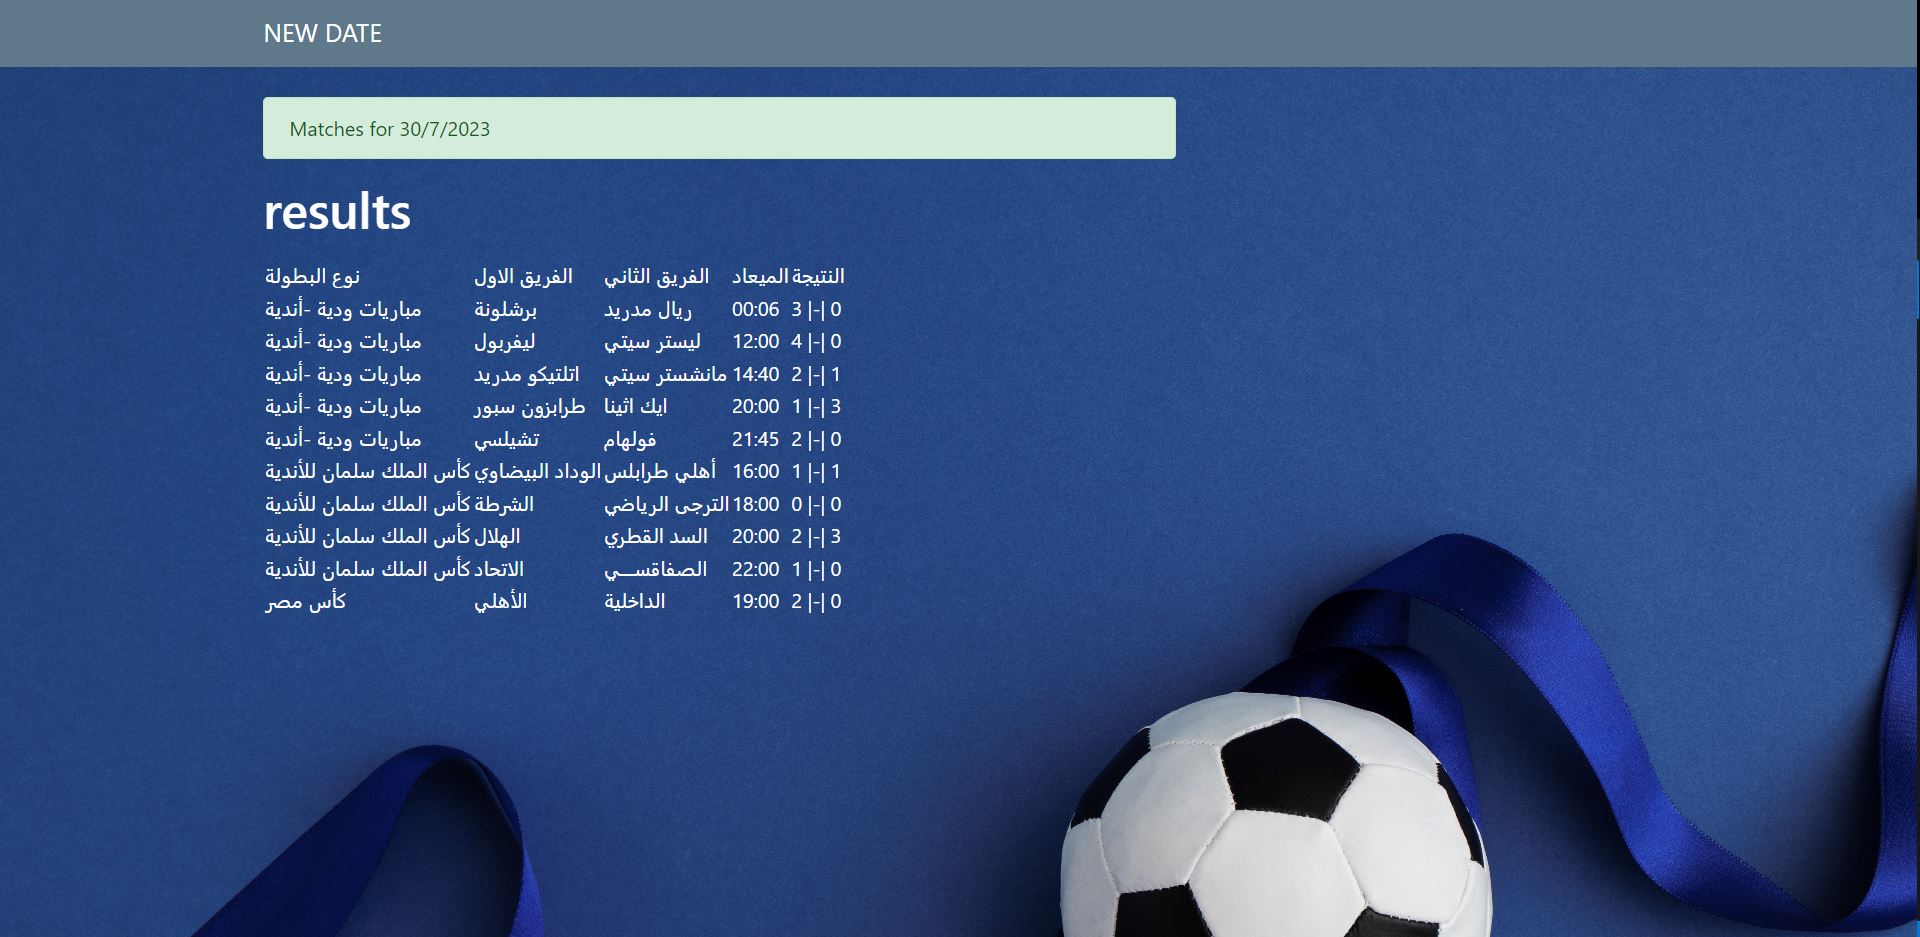 NEW DATE
Matches for 30/7/2023
results
نوع البطولة الفريق الاول الفريق الثاني الميعاد النتيجة
مباريات ودية -أندية برشلونة ريال مدريد 00:06 3 |-| 0
مباريات ودية -أندية ليفربول ليستر سيتي 12:00 4 |-| 0
مباريات ودية -أندية اتلتيكو مدريد مانشستر سيتي 14:40 2 |-| 1
مباريات ودية -أندية طرابزون سبور ايك اثينا 20:00 1 |-| 3
مباريات ودية -أندية تشيلسي فولهام 21:45 2 |-| 0
كأس الملك سلمان للأندية الوداد البيضاوي أهلي طرابلس 16:00 1 |-| 1
كأس الملك سلمان للأندية الشرطة الترجى الرياضي 18:00 0 |-| 0
كأس الملك سلمان للأندية الهلال السد القطري 20:00 2 |-| 3
كأس الملك سلمان للأندية الاتحاد الصفاقســـي 22:00 1 |-| 0
كأس مصر الأهلي الداخلية 19:00 2 |-| 0